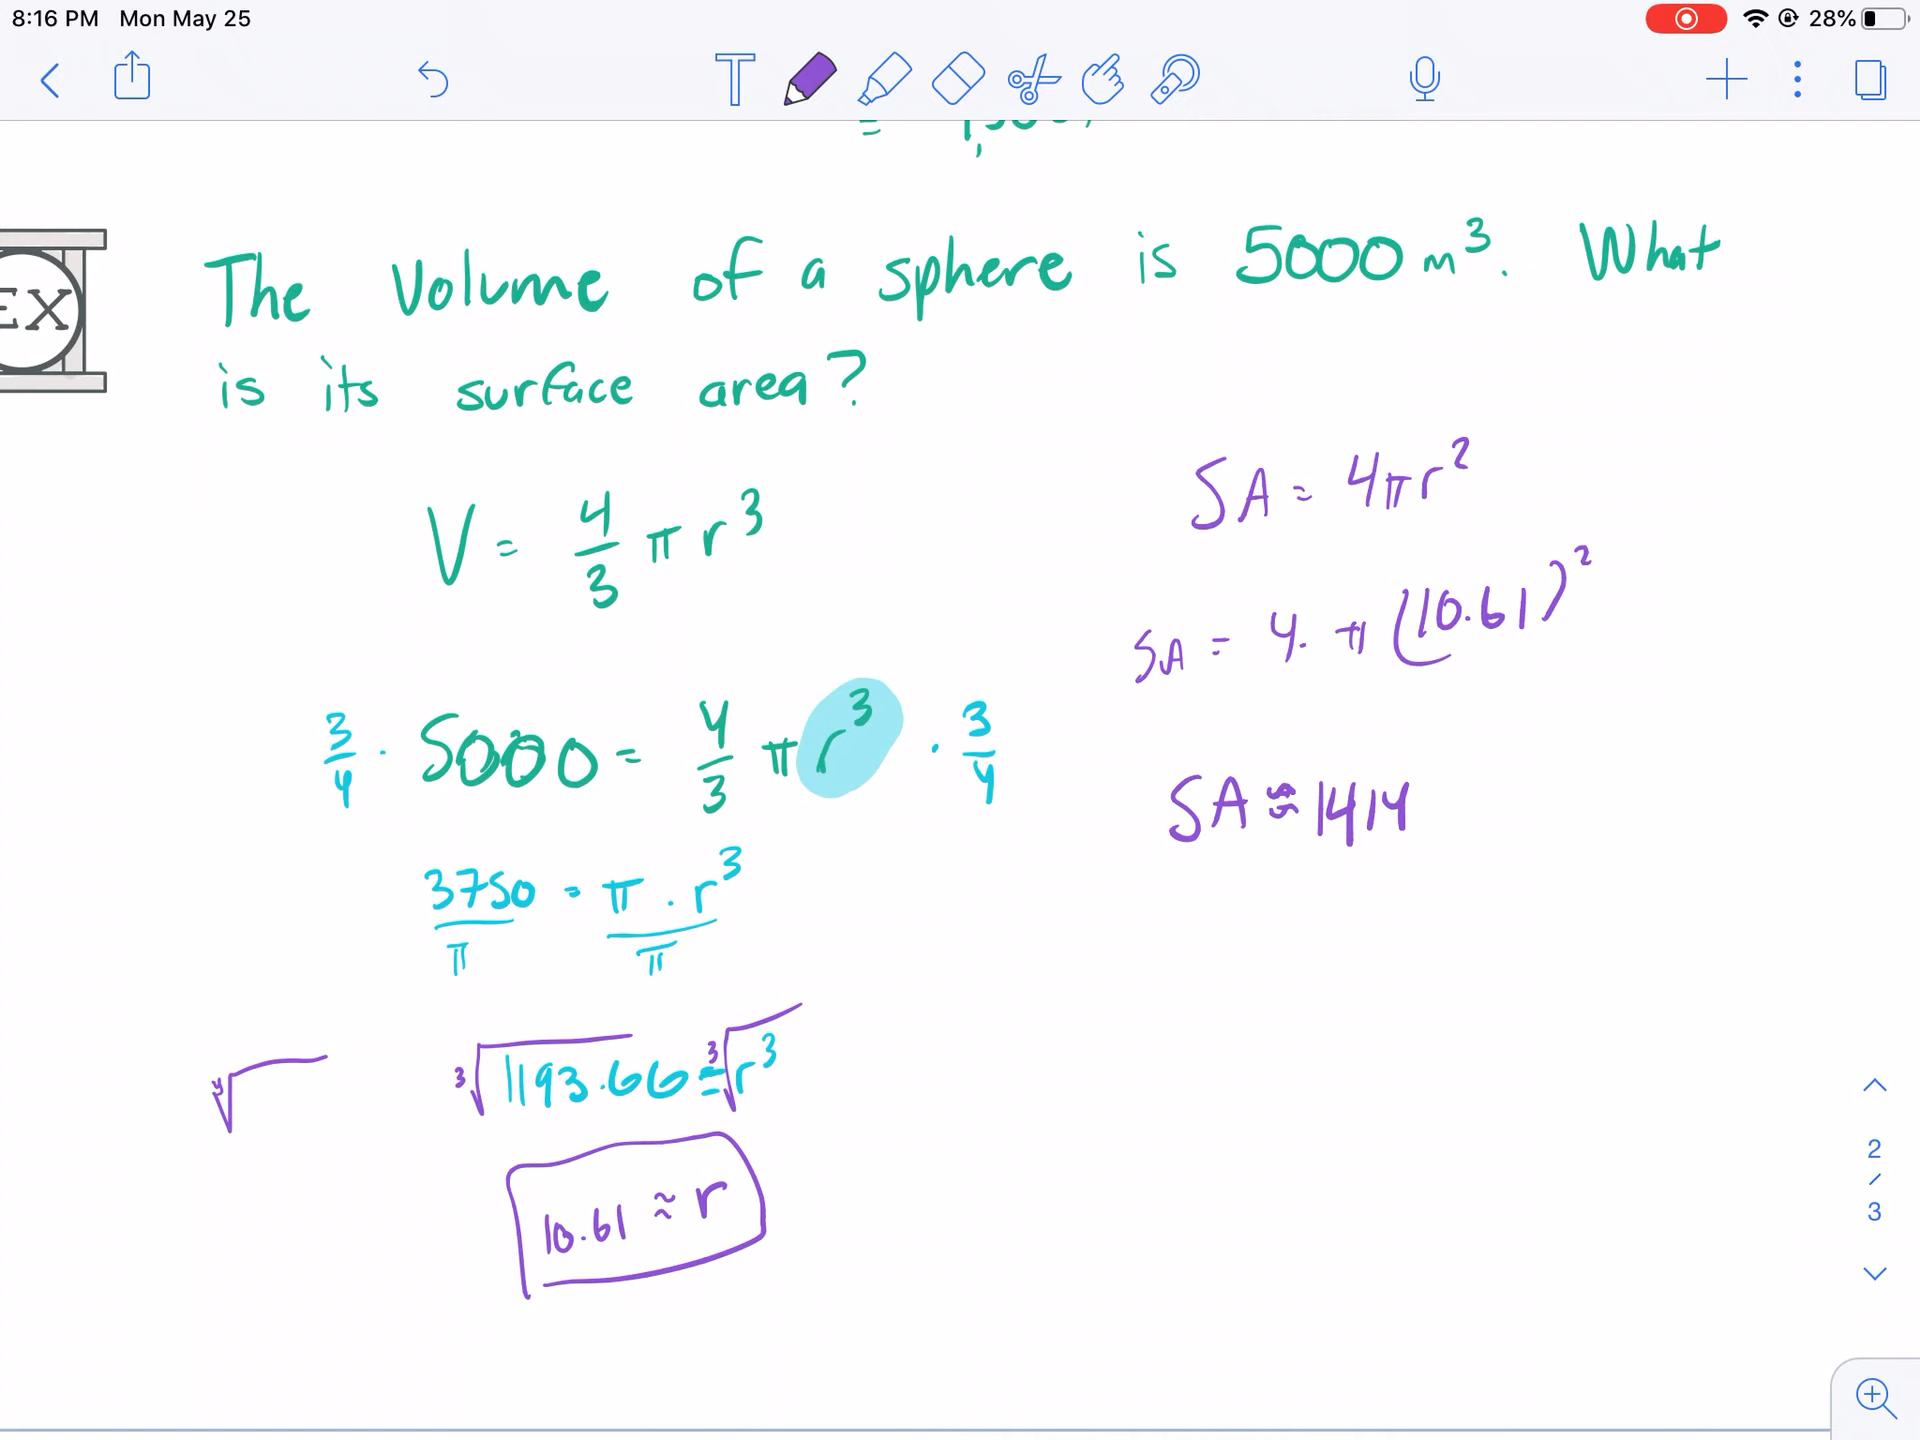 8:16 PM Mon May 25
28%
EX
The Volume of a sphere is 5000 m³. What
is its surface area?
V = 4/3 π r³
3/4 · 5000 = 4/3 π r³ · 3/4
3750/π = π · r³/π
∛1193.66 = ∛r³
10.61 ≈ r
SA = 4πr²
SA = 4 · π (10.61)²
SA ≈ 1414
2
/
3